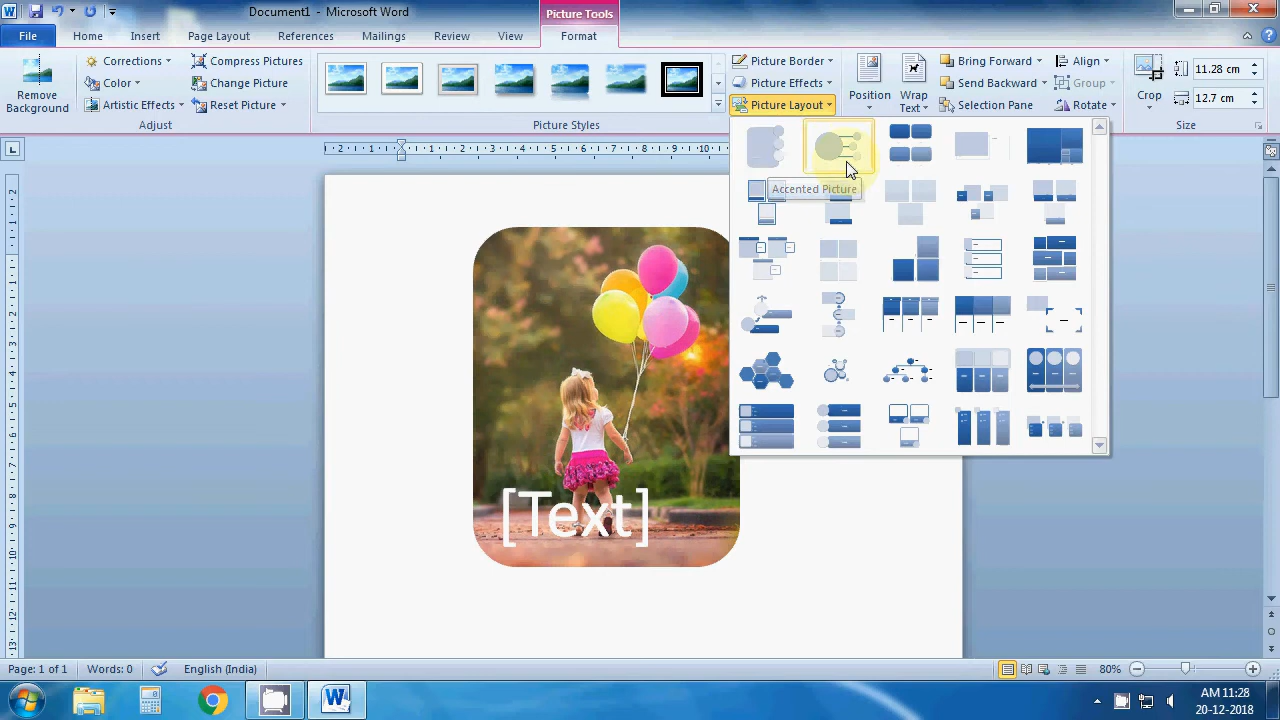 Document1 - Microsoft Word
Picture Tools
File
Home
Insert
Page Layout
References
Mailings
Review
View
Format
Remove
Background
Corrections
Color
Artistic Effects
Compress Pictures
Change Picture
Reset Picture
Adjust
Picture Styles
Picture Border
Picture Effects
Picture Layout
Position
Wrap
Text
Bring Forward
Send Backward
Selection Pane
Align
Group
Rotate
Crop
11.28 cm
12.7 cm
Size
Accented Picture
[Text]
Page: 1 of 1
Words: 0
English (India)
80%
AM 11:28
20-12-2018